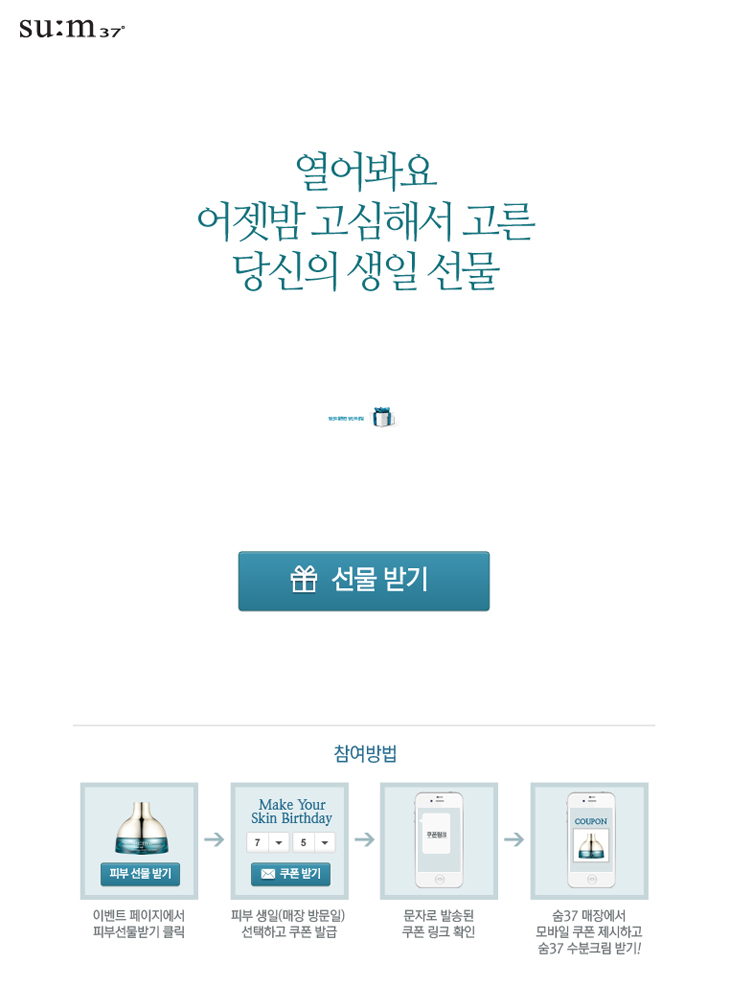 su:m37°
열어봐요
어젯밤 고심해서 고른
당신의 생일 선물
선물 받기
참여방법
피부 선물 받기
Make Your
Skin Birthday
7 5
쿠폰 받기
쿠폰링크
COUPON
이벤트 페이지에서
피부선물받기 클릭
피부 생일(매장 방문일)
선택하고 쿠폰 발급
문자로 발송된
쿠폰 링크 확인
숨37 매장에서
모바일 쿠폰 제시하고
숨37 수분크림 받기!